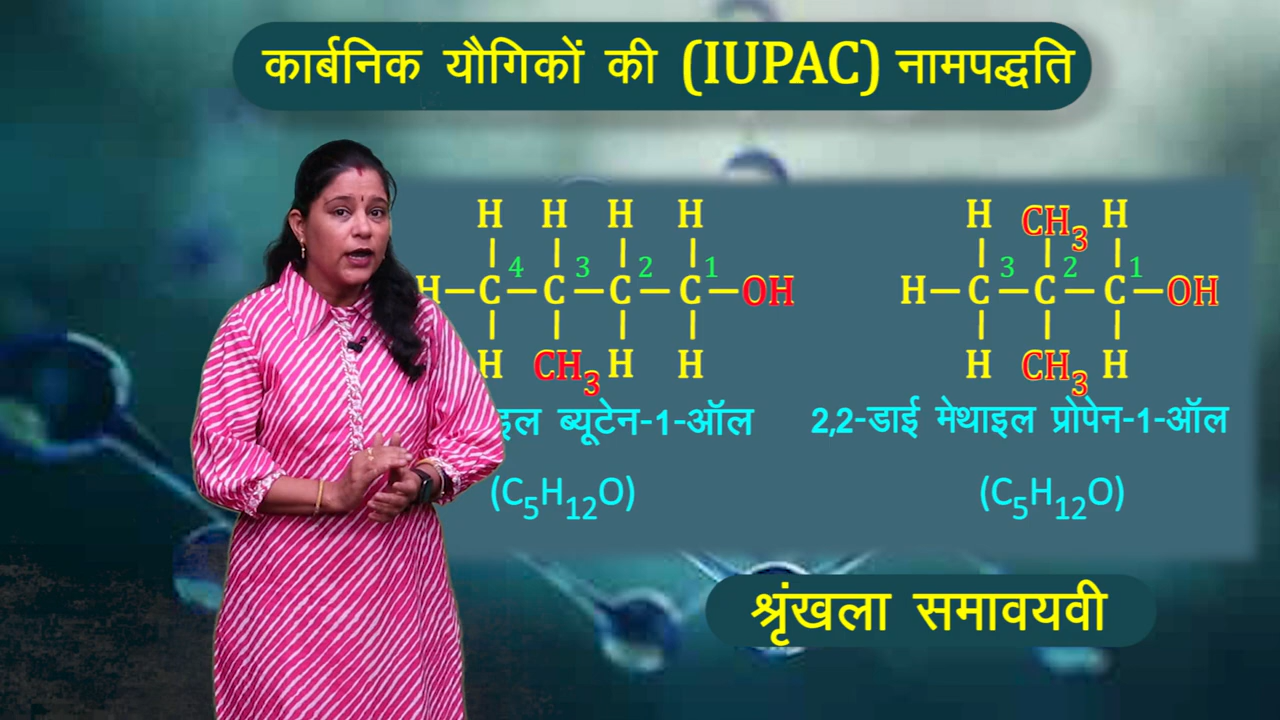 कार्बनिक यौगिकों की (IUPAC) नामपद्धति
H H H H
H—C—C—C—C—OH
4 3 2 1
H CH₃ H H
ब्यूटेन-1-ऑल
(C₅H₁₂O)
H CH₃ H
H—C—C—C—OH
3 2 1
H CH₃ H
2,2-डाई मेथाइल प्रोपेन-1-ऑल
(C₅H₁₂O)
श्रृंखला समावयवी